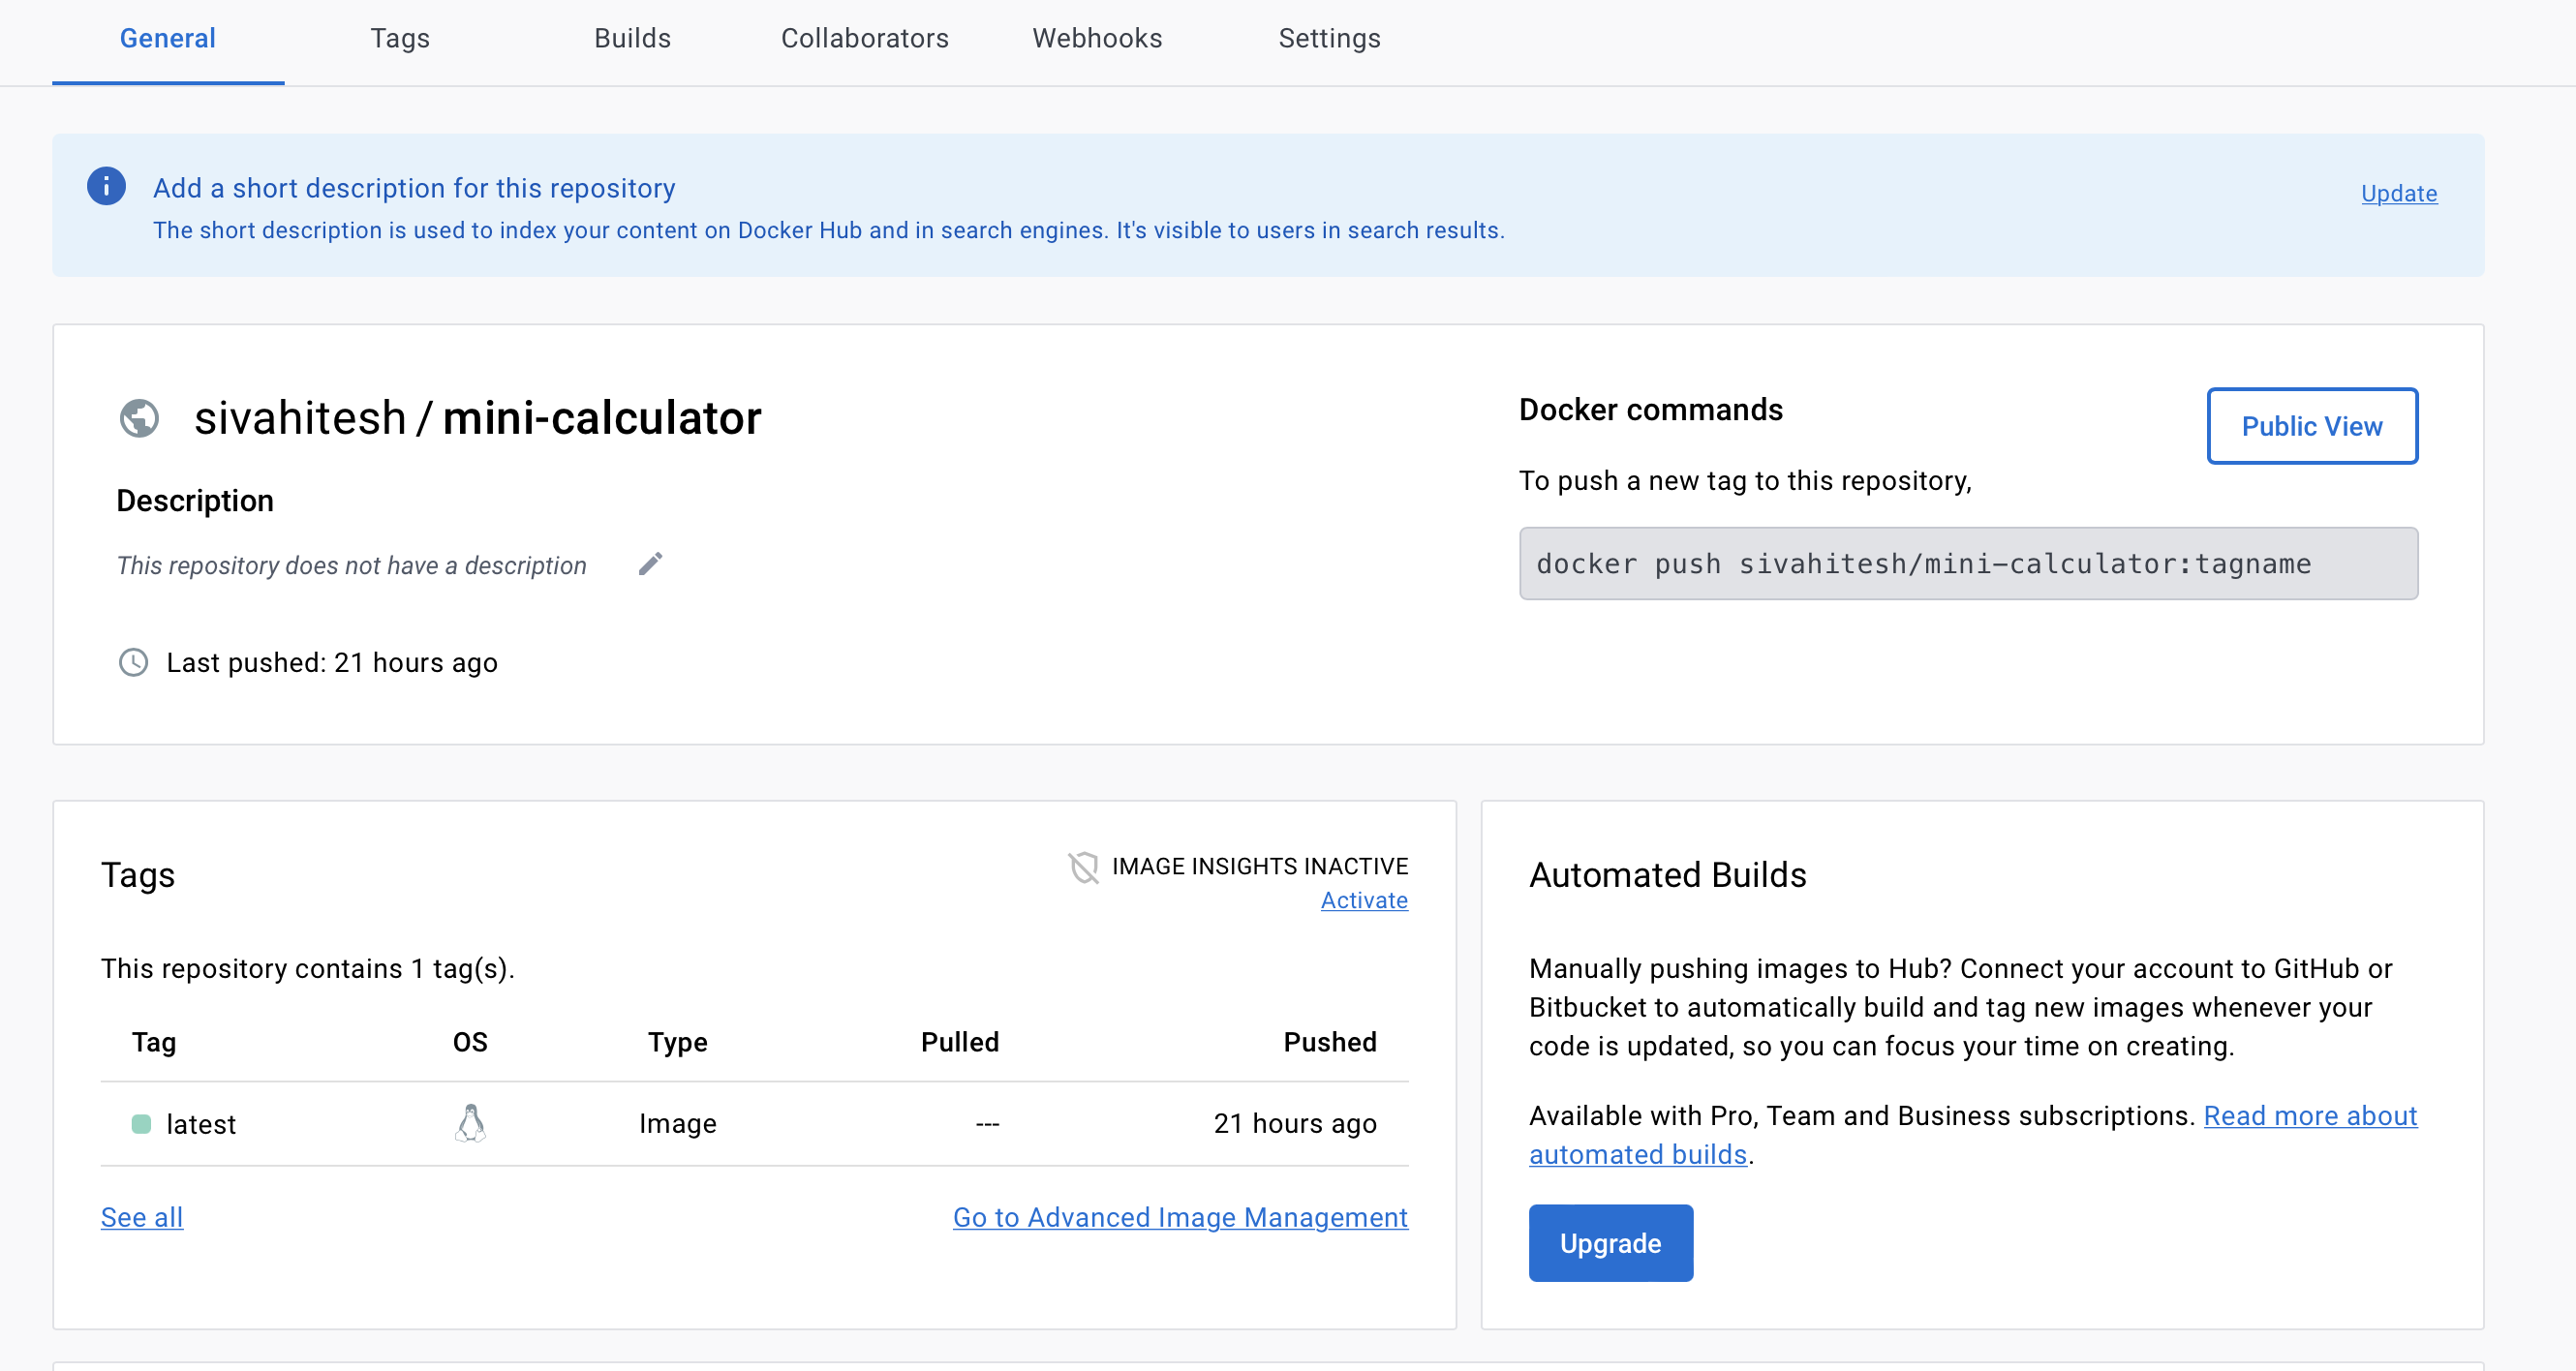 General Tags Builds Collaborators Webhooks Settings
Add a short description for this repository
Update
The short description is used to index your content on Docker Hub and in search engines. It's visible to users in search results.
sivahitesh / mini-calculator
Description
This repository does not have a description
Last pushed: 21 hours ago
Docker commands
Public View
To push a new tag to this repository,
docker push sivahitesh/mini-calculator:tagname
Tags
IMAGE INSIGHTS INACTIVE
Activate
This repository contains 1 tag(s).
Tag OS Type Pulled Pushed
latest Image --- 21 hours ago
See all
Go to Advanced Image Management
Automated Builds
Manually pushing images to Hub? Connect your account to GitHub or
Bitbucket to automatically build and tag new images whenever your
code is updated, so you can focus your time on creating.
Available with Pro, Team and Business subscriptions. Read more about
automated builds.
Upgrade